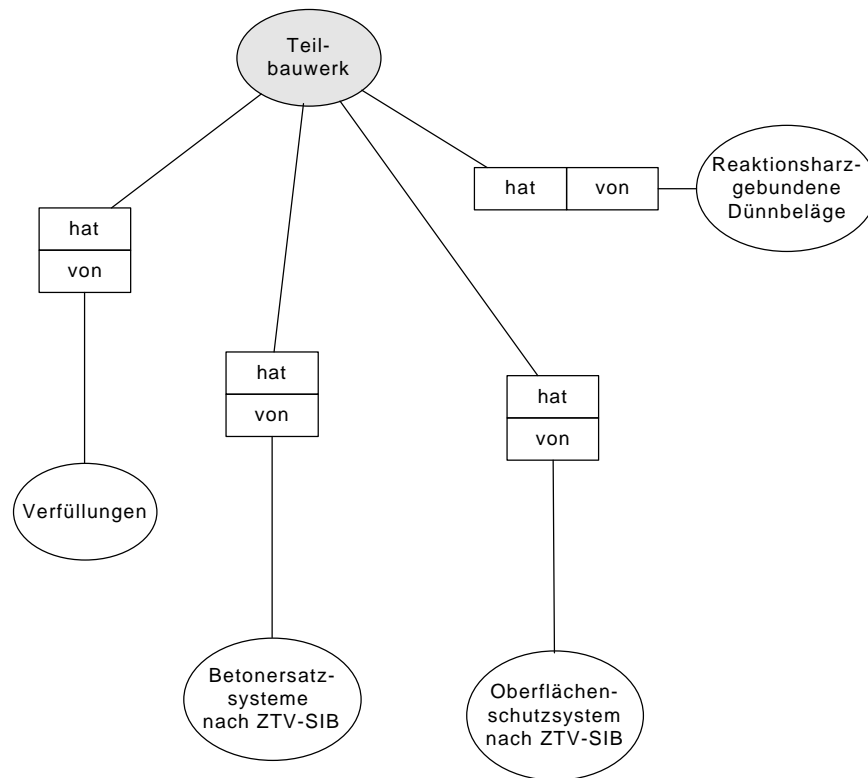 Teil-
bauwerk
Reaktionsharz-
gebundene
Dünnbeläge
hat
von
hat
von
hat
von
hat
von
Verfüllungen
Betonersatz-
systeme
nach ZTV-SIB
Oberflächen-
schutzsystem
nach ZTV-SIB